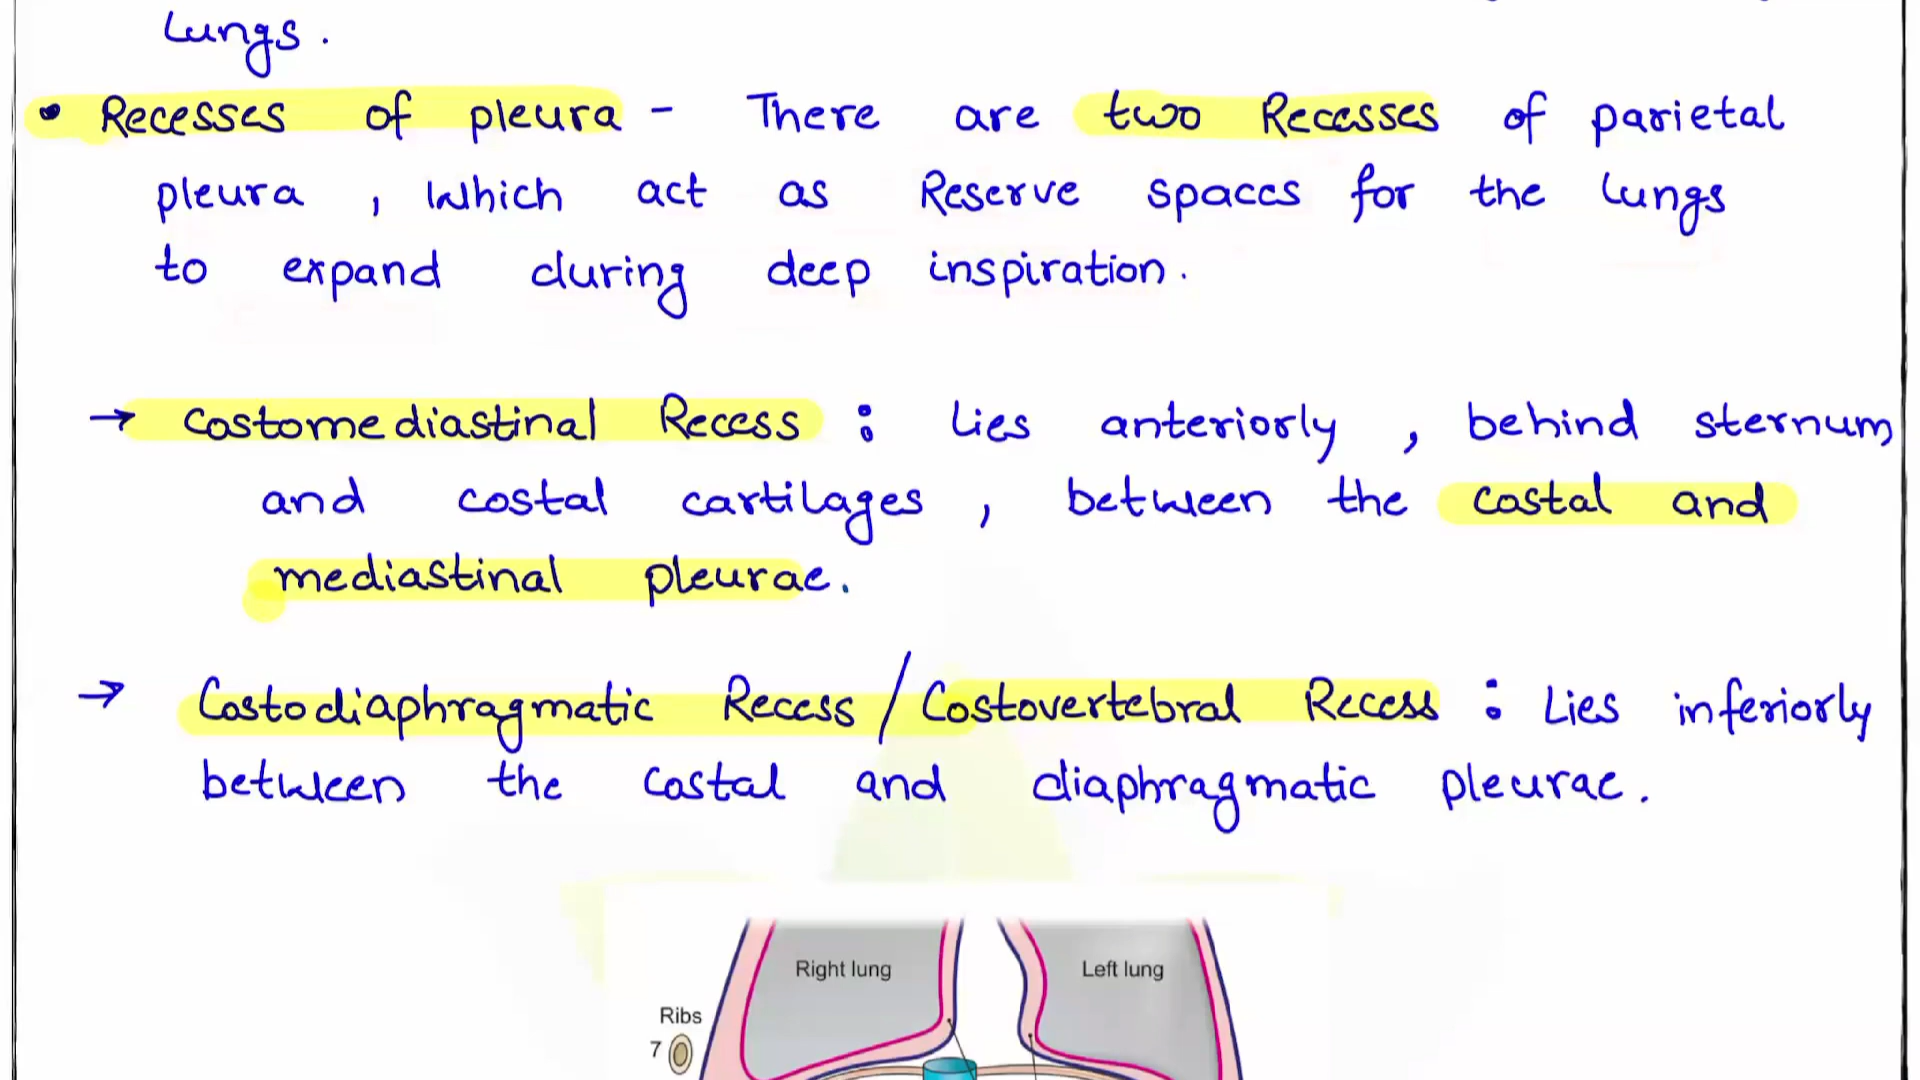 Lungs.
• Recesses of pleura - There are two Recesses of parietal
pleura, which act as Reserve spaces for the lungs
to expand during deep inspiration.
→ Costomediastinal Recess : Lies anteriorly, behind sternum
and costal cartilages, between the costal and
mediastinal pleurae.
→ Costodiaphragmatic Recess / Costovertebral Recess : Lies inferiorly
between the costal and diaphragmatic pleurae.
Right lung
Left lung
Ribs
7